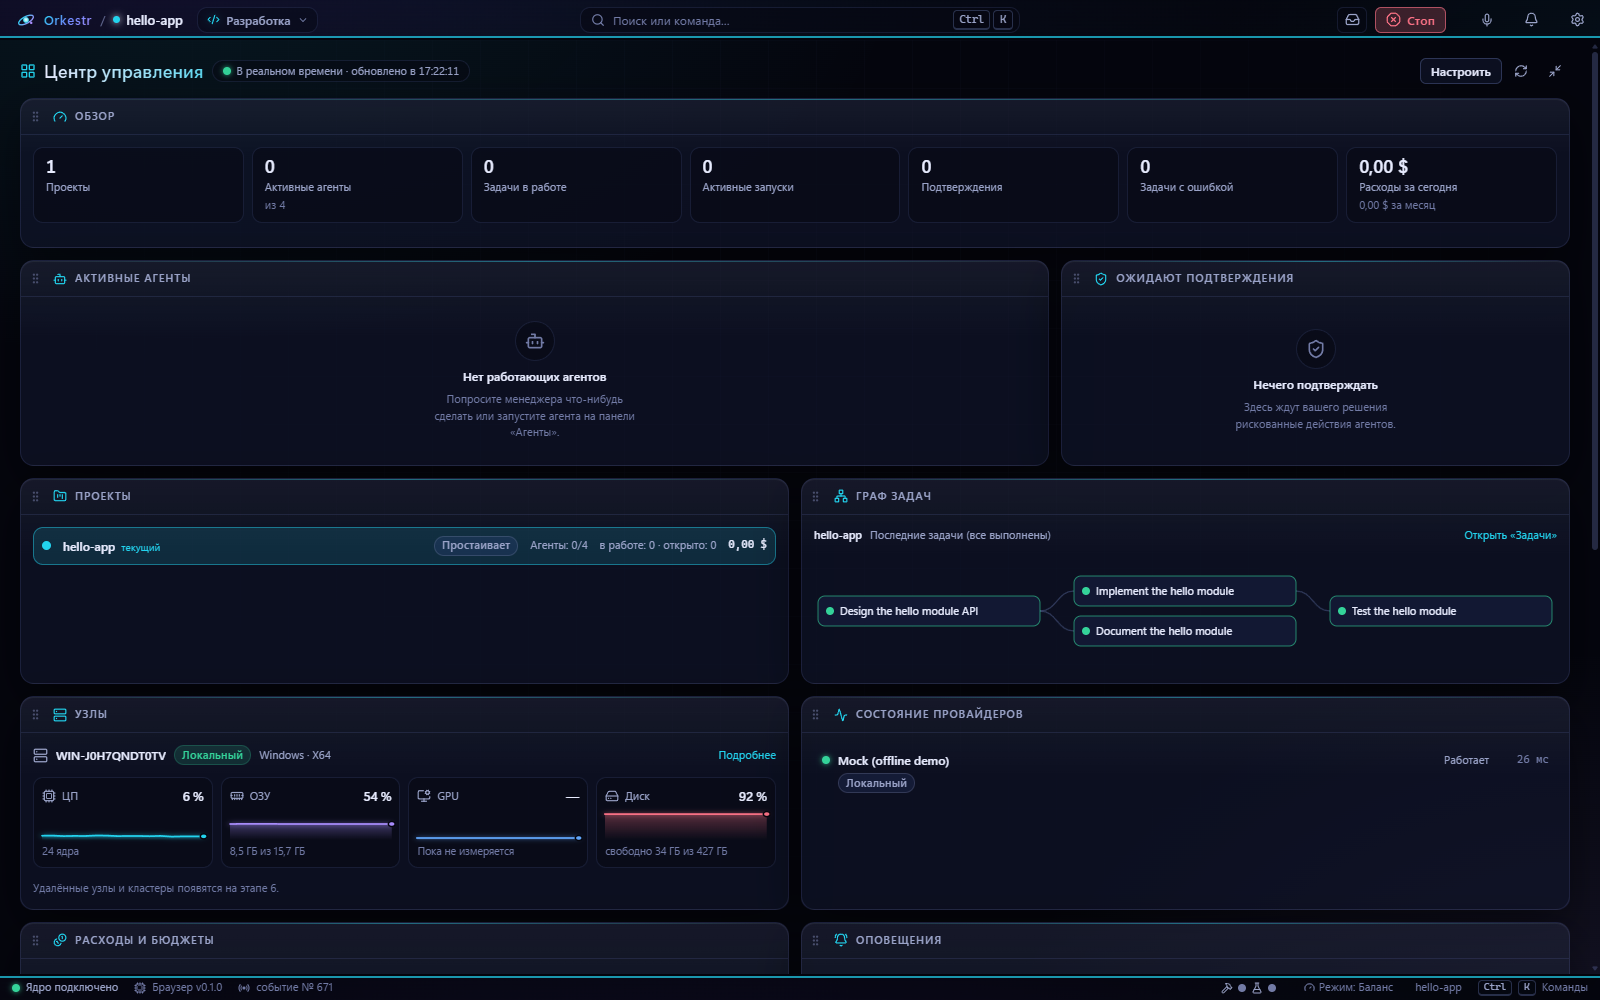 Orkestr / hello-app Разработка Поиск или команда... Ctrl K Стоп
Центр управления В реальном времени · обновлено в 17:22:11 Настроить
ОБЗОР
1 0 0 0 0 0 0,00 $
Проекты Активные агенты Задачи в работе Активные запуски Подтверждения Задачи с ошибкой Расходы за сегодня
из 4 0,00 $ за месяц
АКТИВНЫЕ АГЕНТЫ
Нет работающих агентов
Попросите менеджера что-нибудь
сделать или запустите агента на панели
«Агенты».
ОЖИДАЮТ ПОДТВЕРЖДЕНИЯ
Нечего подтверждать
Здесь ждут вашего решения
рискованные действия агентов.
ПРОЕКТЫ
hello-app текущий Простаивает Агенты: 0/4 в работе: 0 · открыто: 0 0,00 $
ГРАФ ЗАДАЧ
hello-app Последние задачи (все выполнены) Открыть «Задачи»
Design the hello module API
Implement the hello module
Document the hello module
Test the hello module
УЗЛЫ
WIN-J0H7QNDT0TV Локальный Windows · X64 Подробнее
ЦП 6 % ОЗУ 54 % GPU — Диск 92 %
24 ядра 8,5 ГБ из 15,7 ГБ Пока не измеряется свободно 34 ГБ из 427 ГБ
Удалённые узлы и кластеры появятся на этапе 6.
СОСТОЯНИЕ ПРОВАЙДЕРОВ
Mock (offline demo) Работает 26 мс
Локальный
РАСХОДЫ И БЮДЖЕТЫ
ОПОВЕЩЕНИЯ
Ядро подключено Браузер v0.1.0 событие № 671 Режим: Баланс hello-app Ctrl K Команды